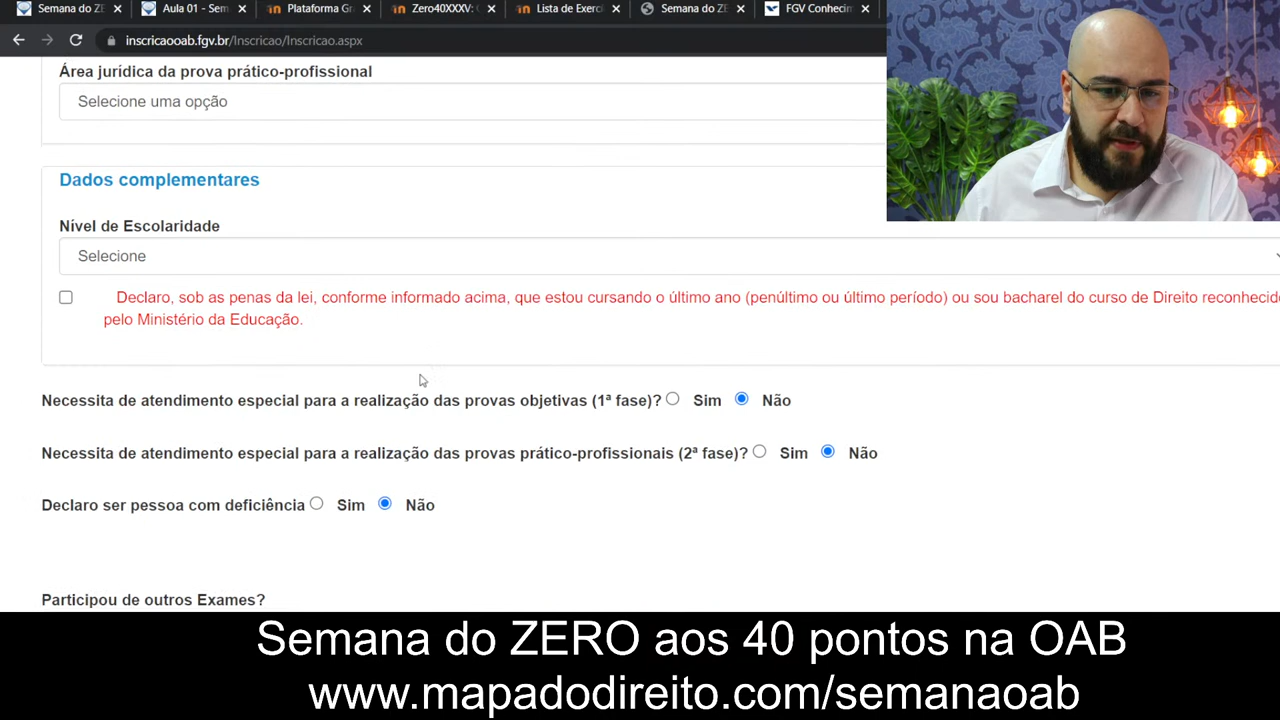 Semana do ZE
Aula 01 - Sem
Plataforma Gr
Zero40XXXV: C
Lista de Exerc
Semana do ZE
FGV Conhecim
inscricaooab.fgv.br/Inscricao/Inscricao.aspx
Área jurídica da prova prático-profissional
Selecione uma opção
Dados complementares
Nível de Escolaridade
Selecione
Declaro, sob as penas da lei, conforme informado acima, que estou cursando o último ano (penúltimo ou último período) ou sou bacharel do curso de Direito reconhecido
pelo Ministério da Educação.
Necessita de atendimento especial para a realização das provas objetivas (1ª fase)? Sim Não
Necessita de atendimento especial para a realização das provas prático-profissionais (2ª fase)? Sim Não
Declaro ser pessoa com deficiência Sim Não
Participou de outros Exames?
Semana do ZERO aos 40 pontos na OAB
www.mapadodireito.com/semanaoab